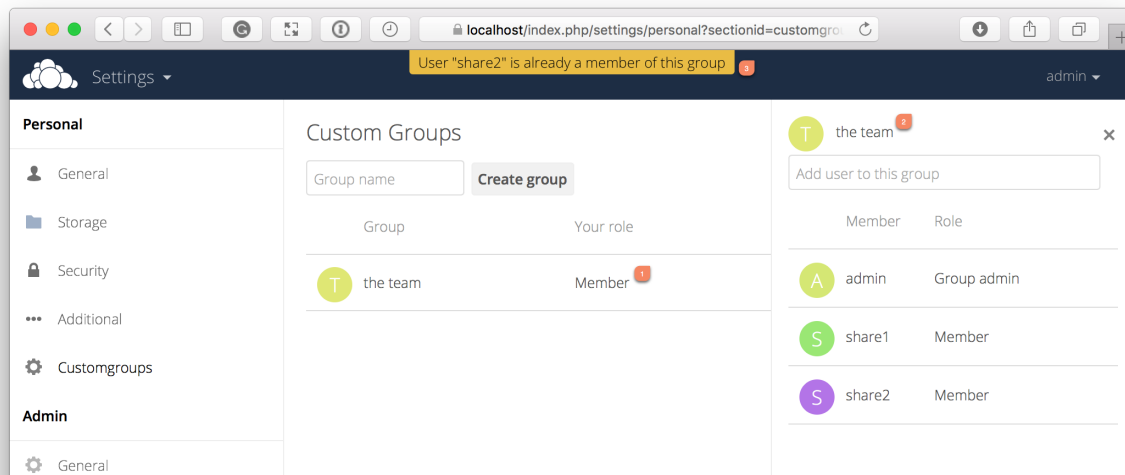 localhost/index.php/settings/personal?sectionid=customgro
User "share2" is already a member of this group
3
Settings
admin
Personal
General
Storage
Security
Additional
Customgroups
Admin
General
Custom Groups
Group name
Create group
Group
Your role
T
the team
Member
1
T
the team
2
Add user to this group
Member
Role
A
admin
Group admin
S
share1
Member
S
share2
Member